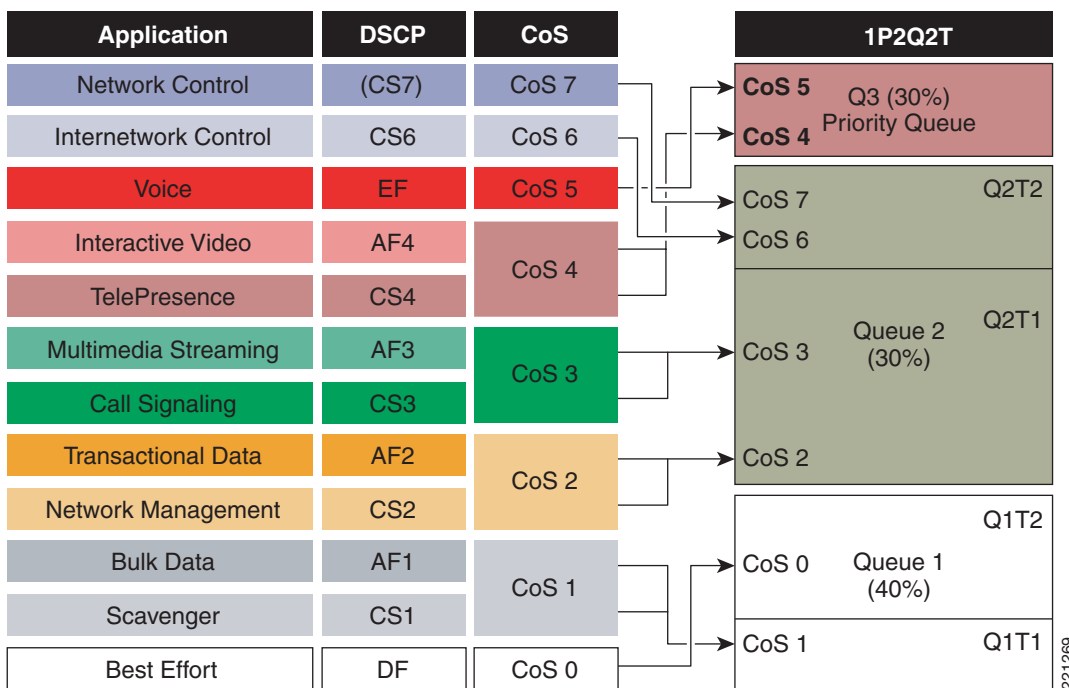 Application DSCP CoS 1P2Q2T
Network Control (CS7) CoS 7
Internetwork Control CS6 CoS 6
Voice EF CoS 5
Interactive Video AF4
CoS 4
TelePresence CS4
Multimedia Streaming AF3
CoS 3
Call Signaling CS3
Transactional Data AF2
CoS 2
Network Management CS2
Bulk Data AF1
CoS 1
Scavenger CS1
Best Effort DF CoS 0
CoS 5
Q3 (30%)
Priority Queue
CoS 4
Q2T2
CoS 7
CoS 6
Q2T1
Queue 2
(30%)
CoS 3
CoS 2
Q1T2
CoS 0
Queue 1
(40%)
CoS 1
Q1T1
221269